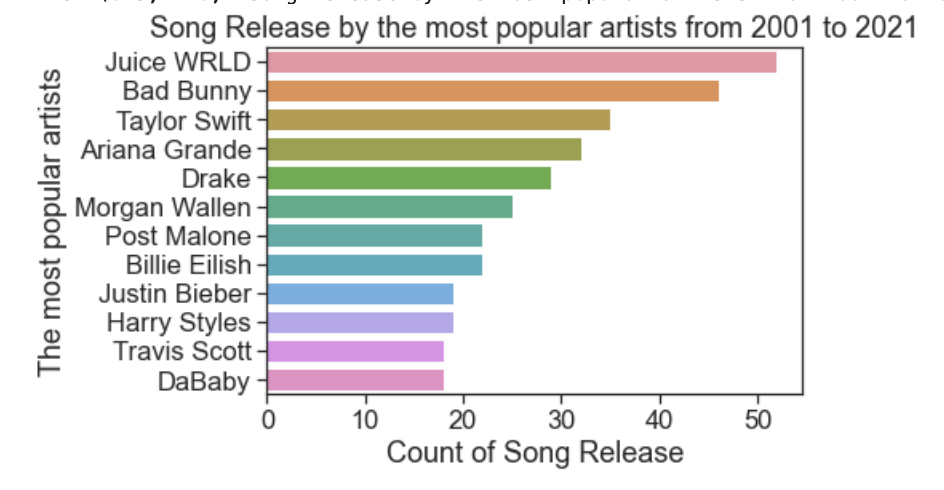 Song Release by the most popular artists from 2001 to 2021
The most popular artists
Juice WRLD
Bad Bunny
Taylor Swift
Ariana Grande
Drake
Morgan Wallen
Post Malone
Billie Eilish
Justin Bieber
Harry Styles
Travis Scott
DaBaby
0 10 20 30 40 50
Count of Song Release